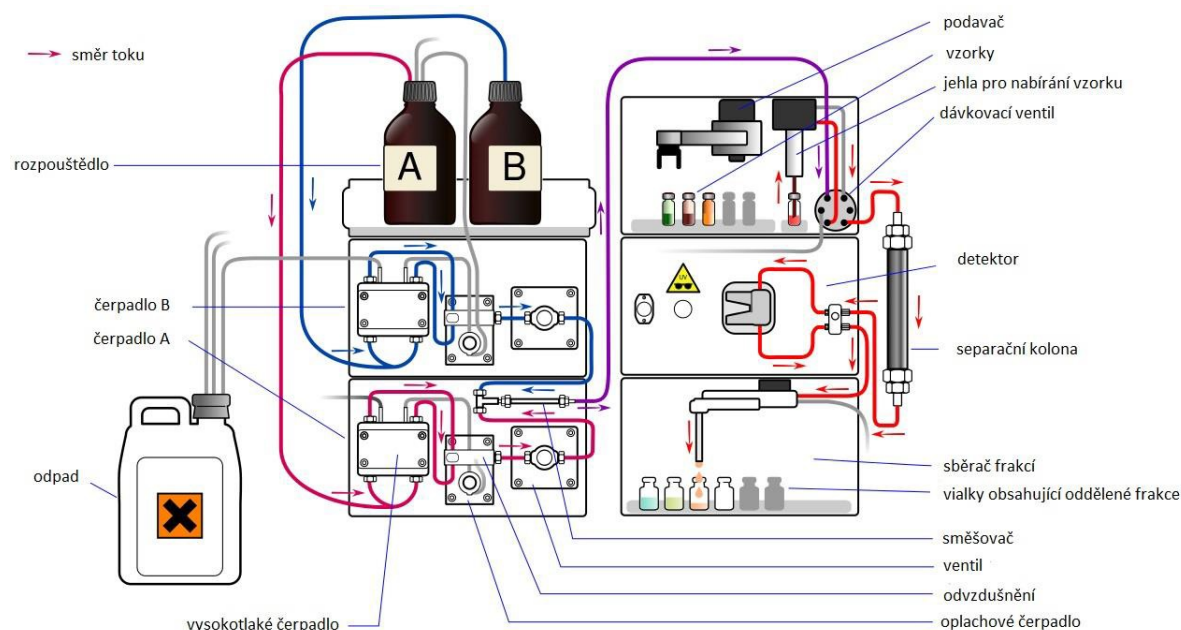 směr toku
rozpouštědlo
A
B
čerpadlo B
čerpadlo A
odpad
vysokotlaké čerpadlo
podavač
vzorky
jehla pro nabírání vzorku
dávkovací ventil
UV
detektor
separační kolona
sběrač frakcí
vialky obsahující oddělené frakce
směšovač
ventil
odvzdušnění
oplachové čerpadlo